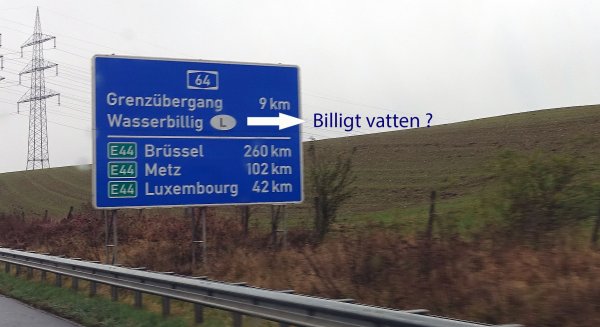 64
Grenzübergang 9 km
Wasserbillig L Billigt vatten ?
E44 Brüssel 260 km
E44 Metz 102 km
E44 Luxembourg 42 km